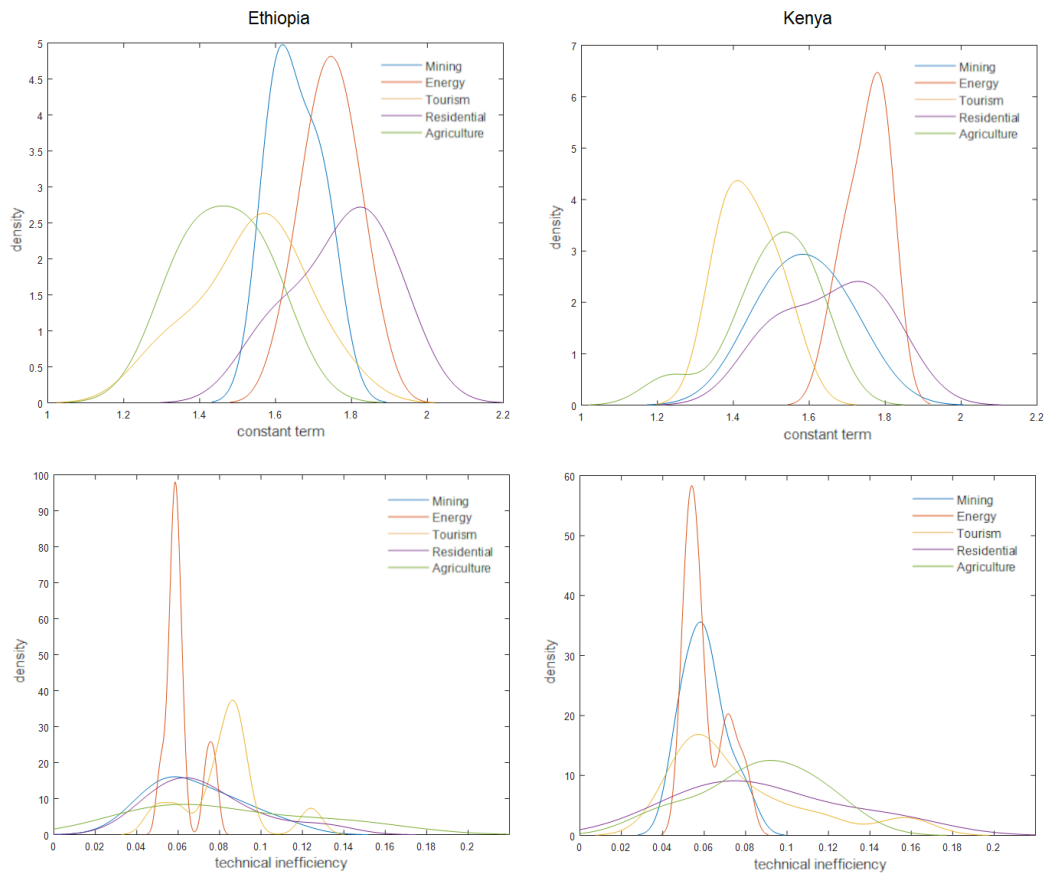 Ethiopia
Kenya
5
4.5
4
3.5
3
2.5
2
1.5
1
0.5
0
density
1
1.2
1.4
1.6
1.8
2
2.2
constant term
Mining
Energy
Tourism
Residential
Agriculture
7
6
5
4
3
2
1
0
density
1
1.2
1.4
1.6
1.8
2
2.2
constant term
Mining
Energy
Tourism
Residential
Agriculture
100
90
80
70
60
50
40
30
20
10
0
density
0
0.02
0.04
0.06
0.08
0.1
0.12
0.14
0.16
0.18
0.2
technical inefficiency
Mining
Energy
Tourism
Residential
Agriculture
60
50
40
30
20
10
0
density
0
0.02
0.04
0.06
0.08
0.1
0.12
0.14
0.16
0.18
0.2
technical inefficiency
Mining
Energy
Tourism
Residential
Agriculture